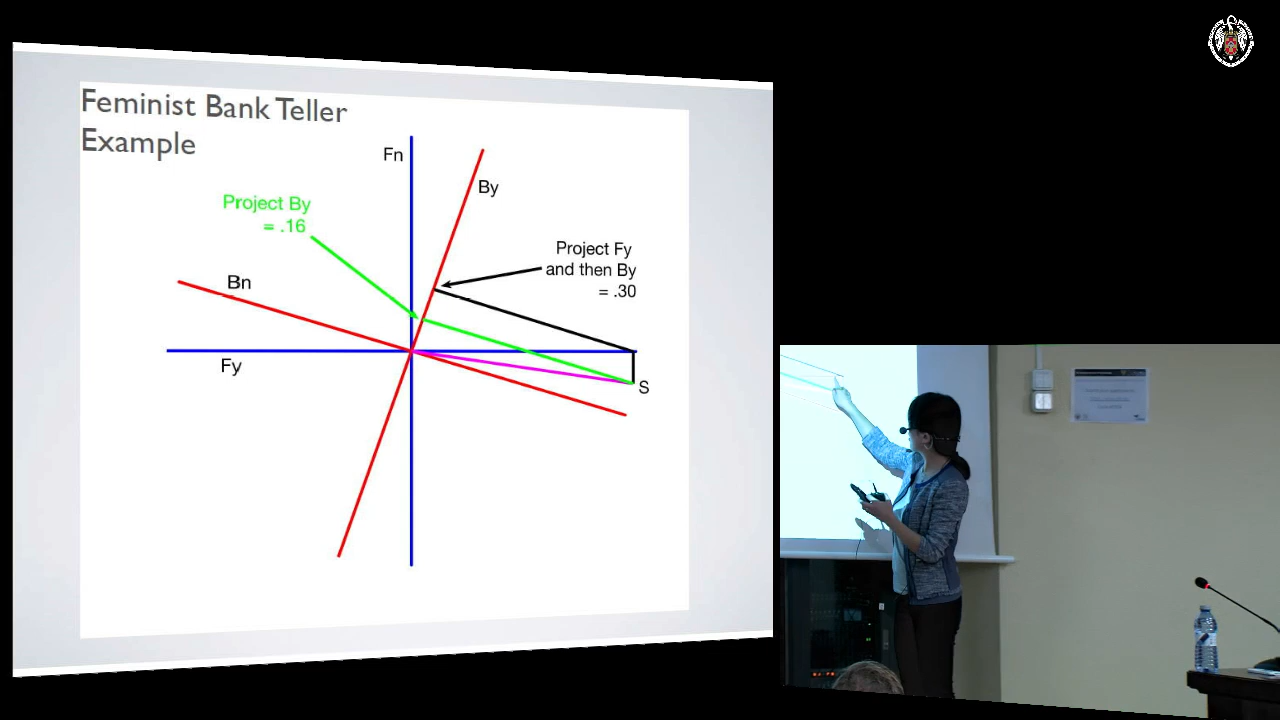 Feminist Bank Teller
Example
Fn
By
Project By
= .16
Project Fy
and then By
= .30
Bn
Fy
S